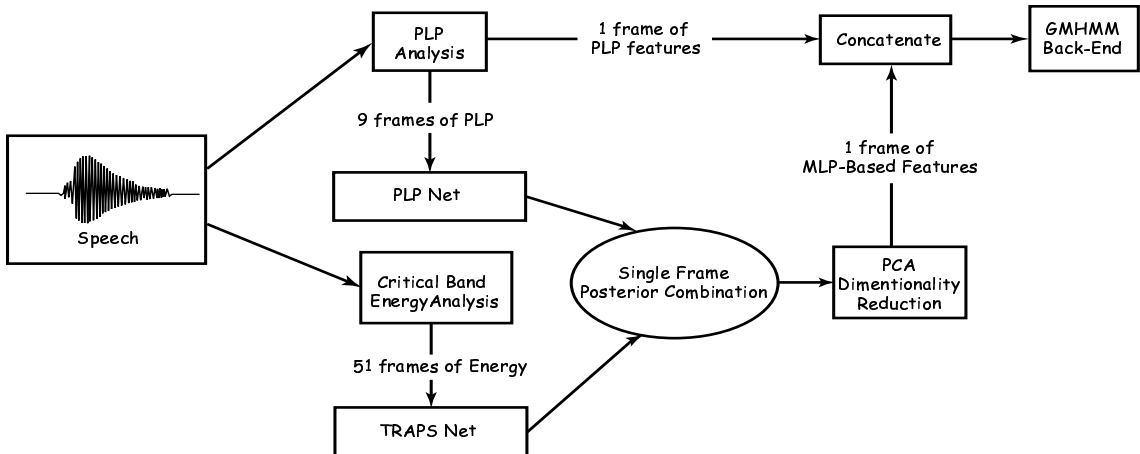 PLP
Analysis
1 frame of
PLP features
Concatenate
GMHMM
Back-End
9 frames of PLP
1 frame of
MLP-Based Features
PLP Net
Speech
Critical Band
EnergyAnalysis
Single Frame
Posterior Combination
PCA
Dimentionality
Reduction
51 frames of Energy
TRAPS Net